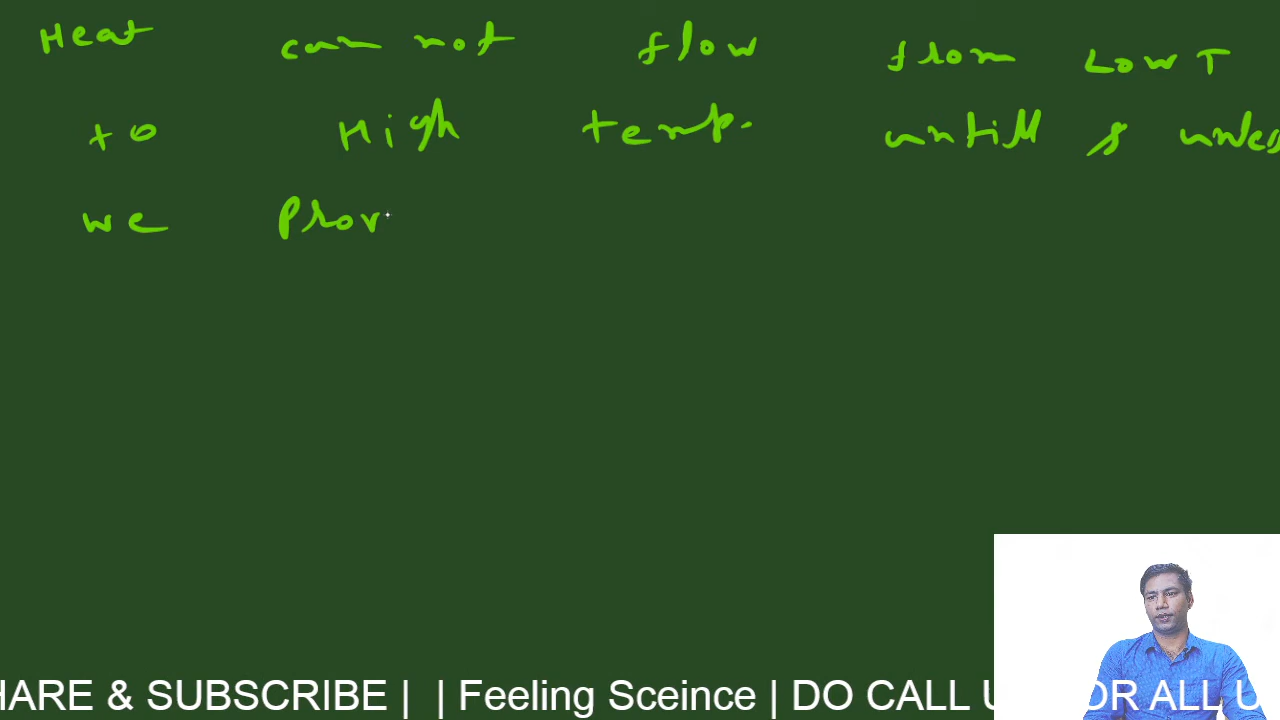 Heat can not flow from Low T
to High temp. untill & unles
we Prov
HARE & SUBSCRIBE | | Feeling Sceince | DO CALL U OR ALL U